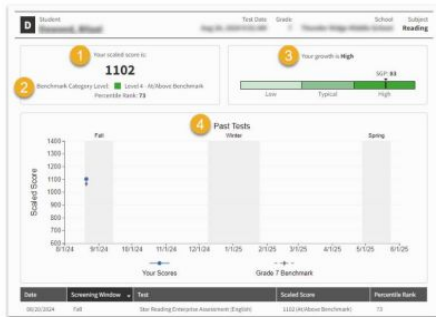 D
Student
Test Date Grade School Subject
Reading
1
Your scaled score is:
1102
2
Benchmark Category Level: Level 4 - At/Above Benchmark
Percentile Rank: 73
3
Your growth is High
SGP: 83
Low Typical High
4
Past Tests
Fall Winter Spring
Scaled Score
1400
1300
1200
1100
1000
900
800
700
600
8/1/24 9/1/24 10/1/24 11/1/24 12/1/24 1/1/25 2/1/25 3/1/25 4/1/25 5/1/25 6/1/25
Your Scores Grade 7 Benchmark
Date Screening Window Test Scaled Score Percentile Rank
08/20/2024 Fall Star Reading Enterprise Assessment (English) 1102 (At/Above Benchmark) 73